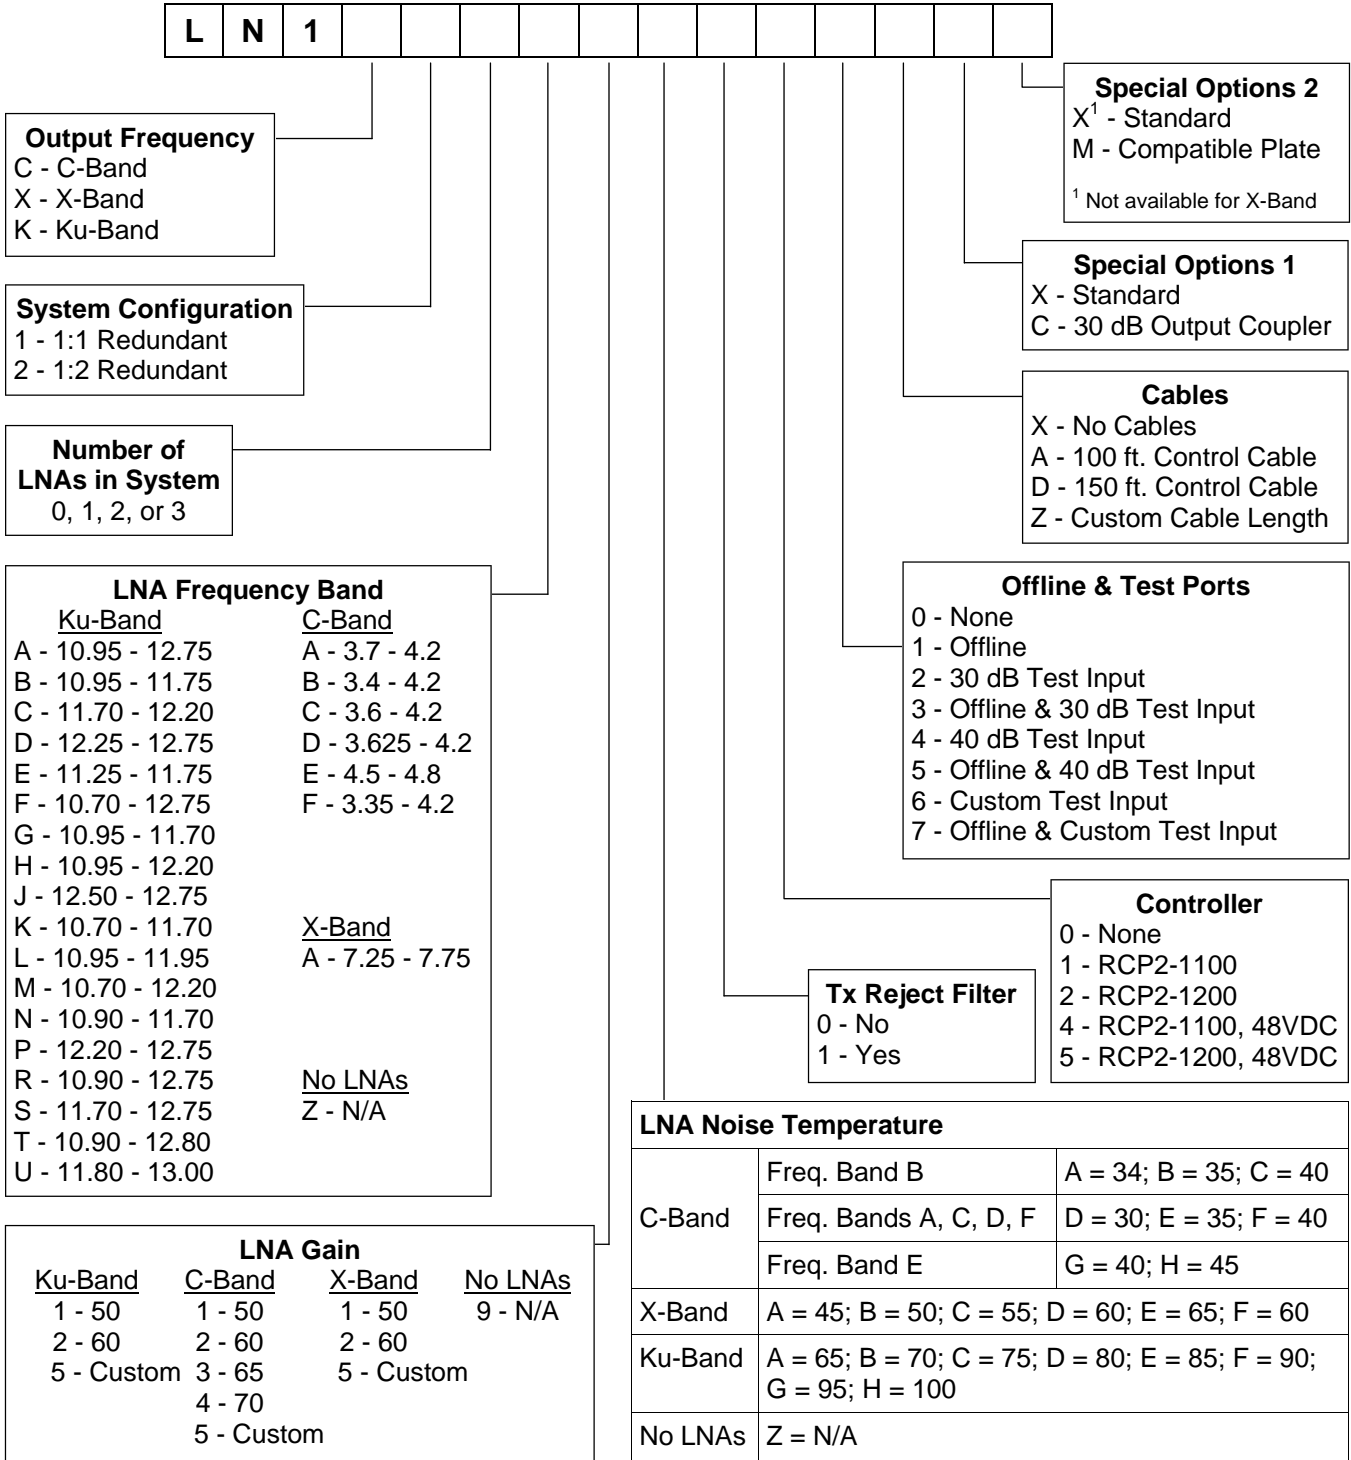 L N 1
Output Frequency
C - C-Band
X - X-Band
K - Ku-Band
System Configuration
1 - 1:1 Redundant
2 - 1:2 Redundant
Number of
LNAs in System
0, 1, 2, or 3
LNA Frequency Band
Ku-Band C-Band
A - 10.95 - 12.75 A - 3.7 - 4.2
B - 10.95 - 11.75 B - 3.4 - 4.2
C - 11.70 - 12.20 C - 3.6 - 4.2
D - 12.25 - 12.75 D - 3.625 - 4.2
E - 11.25 - 11.75 E - 4.5 - 4.8
F - 10.70 - 12.75 F - 3.35 - 4.2
G - 10.95 - 11.70
H - 10.95 - 12.20
J - 12.50 - 12.75
K - 10.70 - 11.70 X-Band
L - 10.95 - 11.95 A - 7.25 - 7.75
M - 10.70 - 12.20
N - 10.90 - 11.70
P - 12.20 - 12.75
R - 10.90 - 12.75 No LNAs
S - 11.70 - 12.75 Z - N/A
T - 10.90 - 12.80
U - 11.80 - 13.00
LNA Gain
Ku-Band C-Band X-Band No LNAs
1 - 50 1 - 50 1 - 50 9 - N/A
2 - 60 2 - 60 2 - 60
5 - Custom 3 - 65 5 - Custom
4 - 70
5 - Custom
Special Options 2
X¹ - Standard
M - Compatible Plate
¹ Not available for X-Band
Special Options 1
X - Standard
C - 30 dB Output Coupler
Cables
X - No Cables
A - 100 ft. Control Cable
D - 150 ft. Control Cable
Z - Custom Cable Length
Offline & Test Ports
0 - None
1 - Offline
2 - 30 dB Test Input
3 - Offline & 30 dB Test Input
4 - 40 dB Test Input
5 - Offline & 40 dB Test Input
6 - Custom Test Input
7 - Offline & Custom Test Input
Controller
0 - None
1 - RCP2-1100
2 - RCP2-1200
4 - RCP2-1100, 48VDC
5 - RCP2-1200, 48VDC
Tx Reject Filter
0 - No
1 - Yes
LNA Noise Temperature
C-Band Freq. Band B A = 34; B = 35; C = 40
Freq. Bands A, C, D, F D = 30; E = 35; F = 40
Freq. Band E G = 40; H = 45
X-Band A = 45; B = 50; C = 55; D = 60; E = 65; F = 60
Ku-Band A = 65; B = 70; C = 75; D = 80; E = 85; F = 90;
G = 95; H = 100
No LNAs Z = N/A